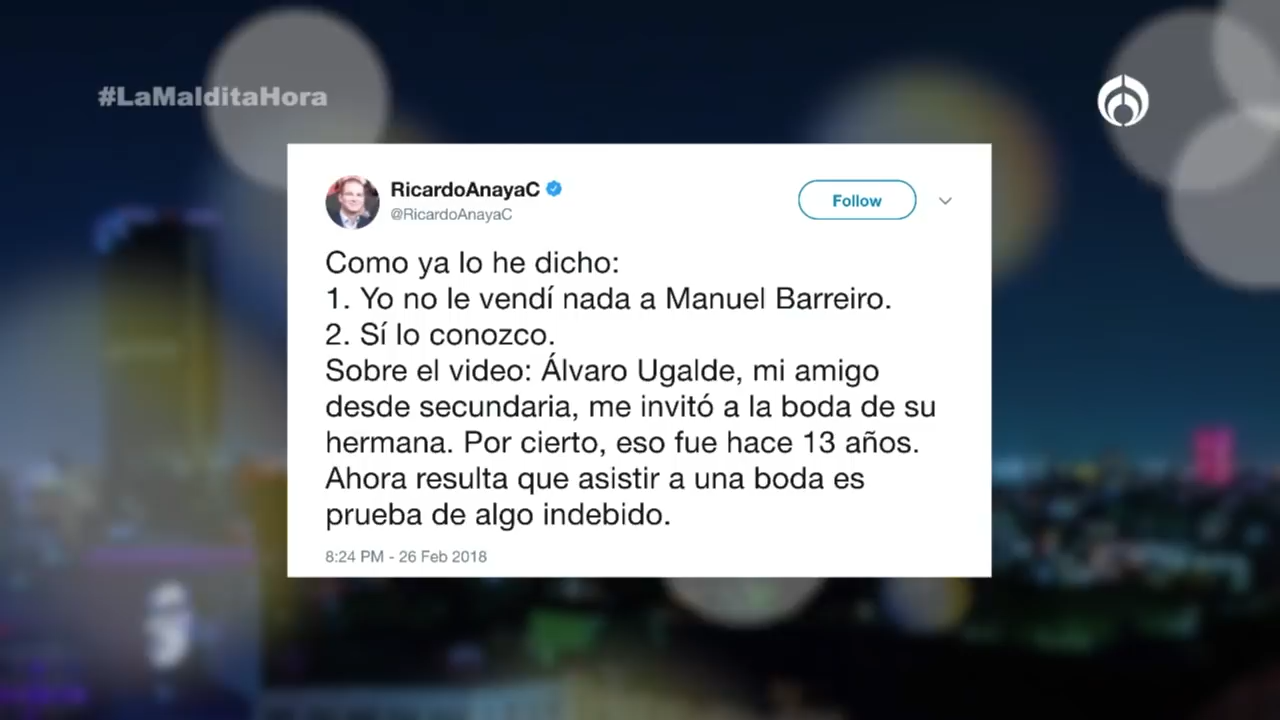 #LaMalditaHora
RicardoAnayaC
@RicardoAnayaC
Follow
Como ya lo he dicho:
1. Yo no le vendí nada a Manuel Barreiro.
2. Sí lo conozco.
Sobre el video: Álvaro Ugalde, mi amigo
desde secundaria, me invitó a la boda de su
hermana. Por cierto, eso fue hace 13 años.
Ahora resulta que asistir a una boda es
prueba de algo indebido.
8:24 PM - 26 Feb 2018